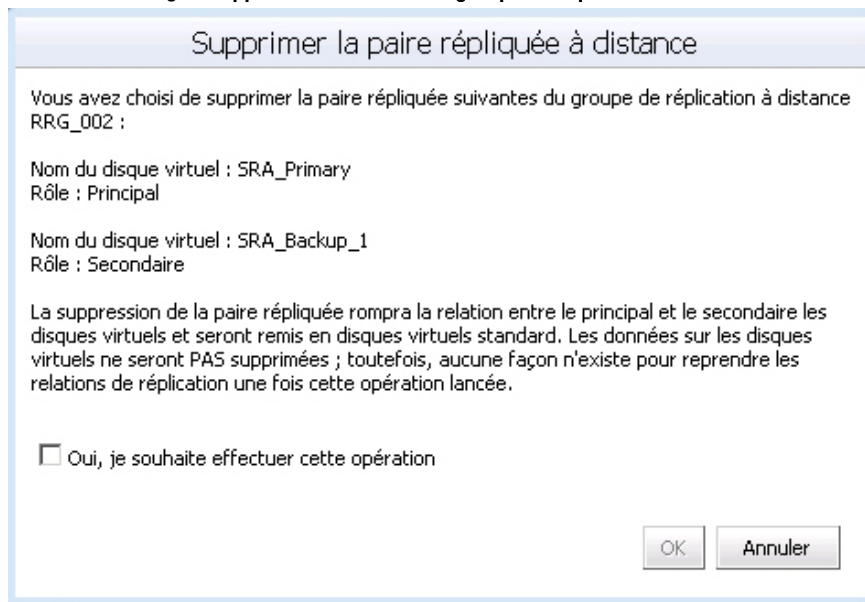 Supprimer la paire répliquée à distance
Vous avez choisi de supprimer la paire répliquée suivantes du groupe de réplication à distance
RRG_002 :
Nom du disque virtuel : SRA_Primary
Rôle : Principal
Nom du disque virtuel : SRA_Backup_1
Rôle : Secondaire
La suppression de la paire répliquée rompra la relation entre le principal et le secondaire les
disques virtuels et seront remis en disques virtuels standard. Les données sur les disques
virtuels ne seront PAS supprimées ; toutefois, aucune façon n'existe pour reprendre les
relations de réplication une fois cette opération lancée.
Oui, je souhaite effectuer cette opération
OK Annuler